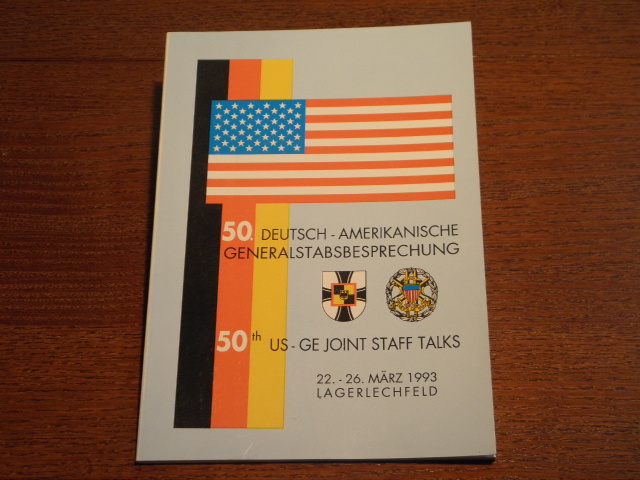 50. DEUTSCH - AMERIKANISCHE
GENERALSTABSBESPRECHUNG
50th US - GE JOINT STAFF TALKS
22. - 26. MÄRZ 1993
LAGERLECHFELD